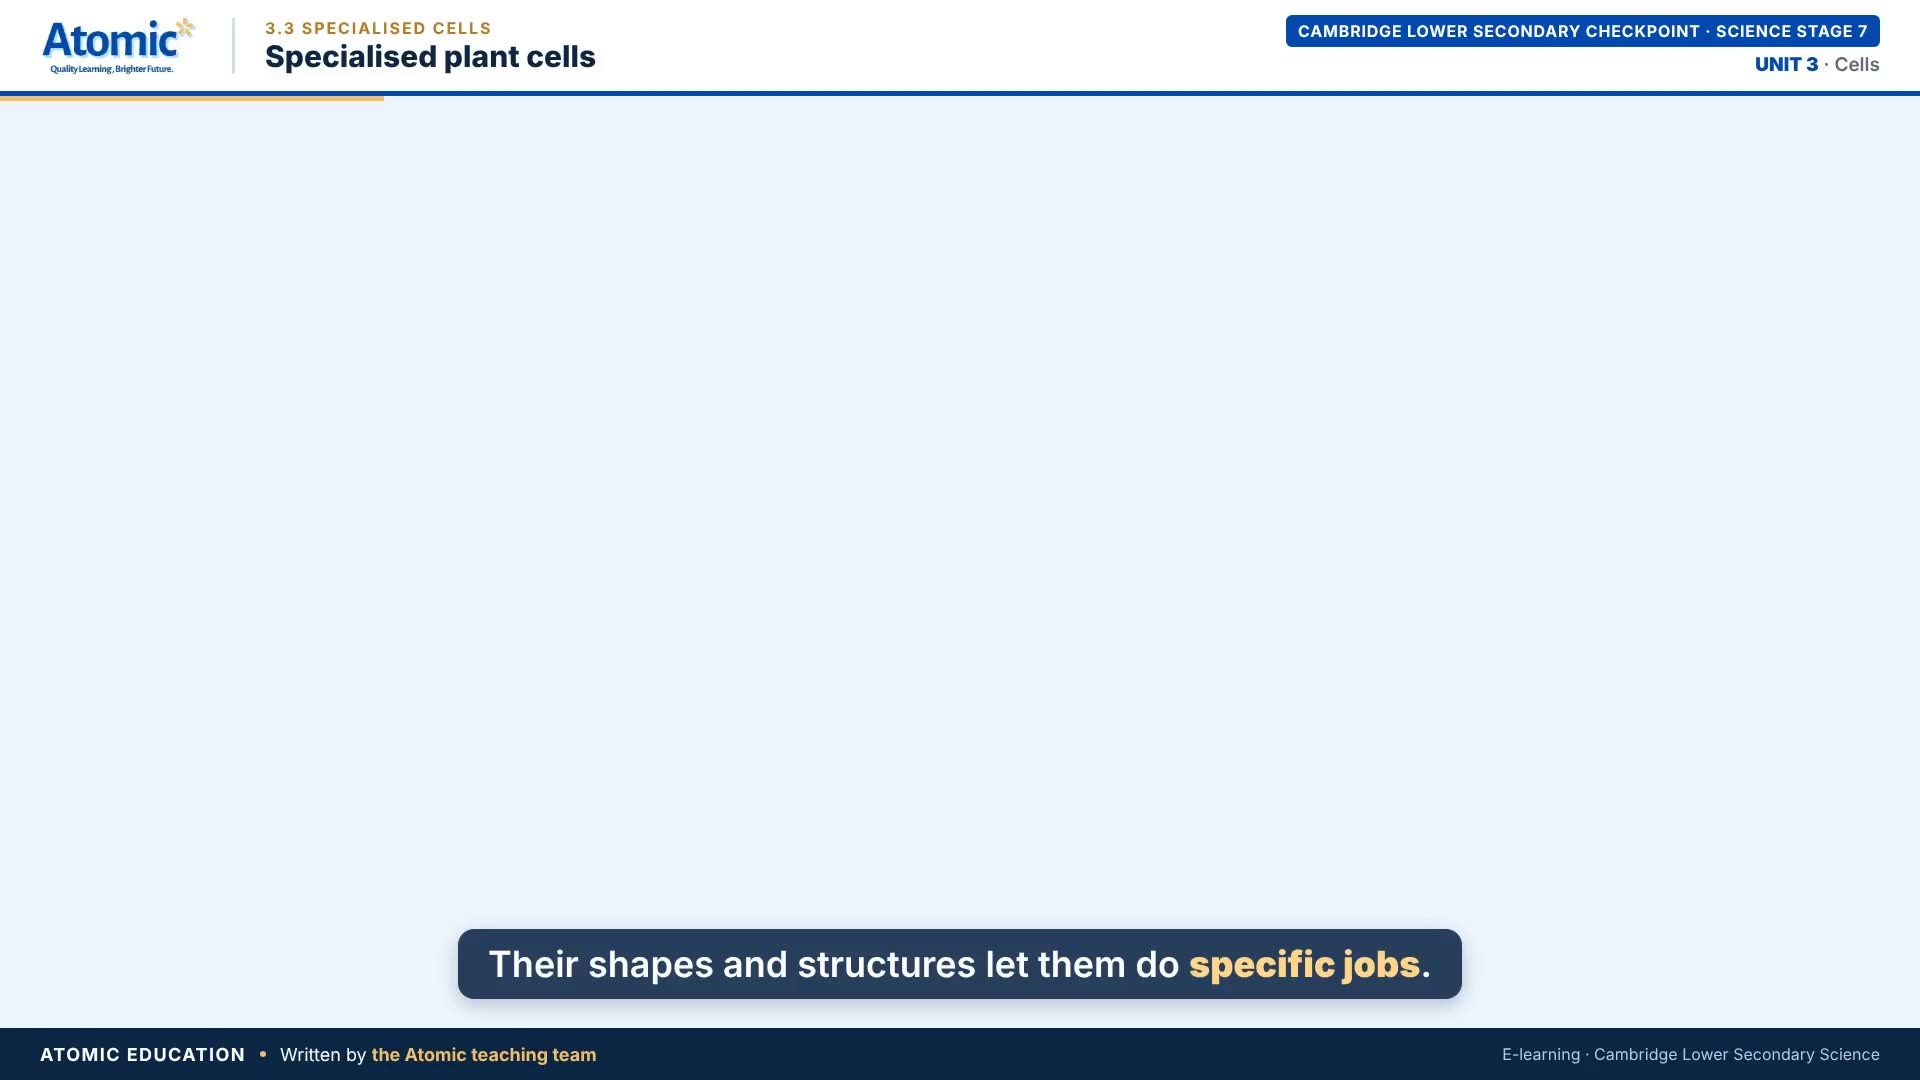 Atomic
Quality Learning, Brighter Future.
3.3 SPECIALISED CELLS
Specialised plant cells
CAMBRIDGE LOWER SECONDARY CHECKPOINT · SCIENCE STAGE 7
UNIT 3 · Cells
Their shapes and structures let them do specific jobs.
ATOMIC EDUCATION • Written by the Atomic teaching team
E-learning · Cambridge Lower Secondary Science